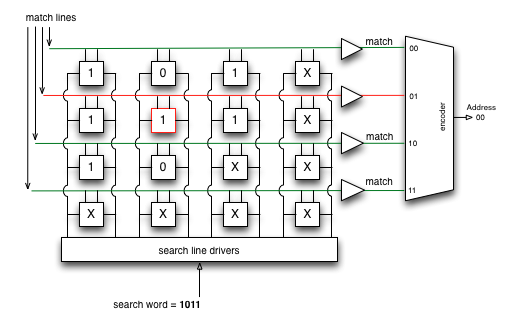 match lines
match
00
1 0 1 X
match
01
encoder
Address
00
1 1 1 X
match
10
1 0 X X
match
11
X X X X
search line drivers
search word = 1011